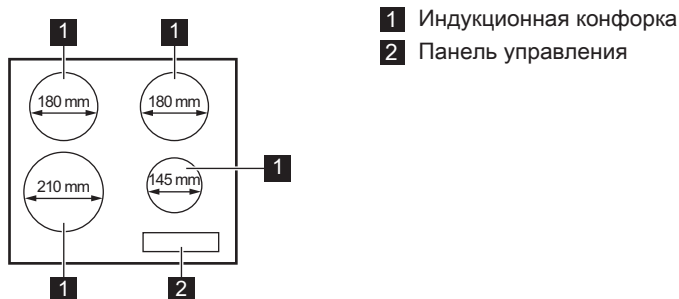 1 1
180 mm 180 mm
210 mm 145 mm 1
1 2
1 Индукционная конфорка
2 Панель управления